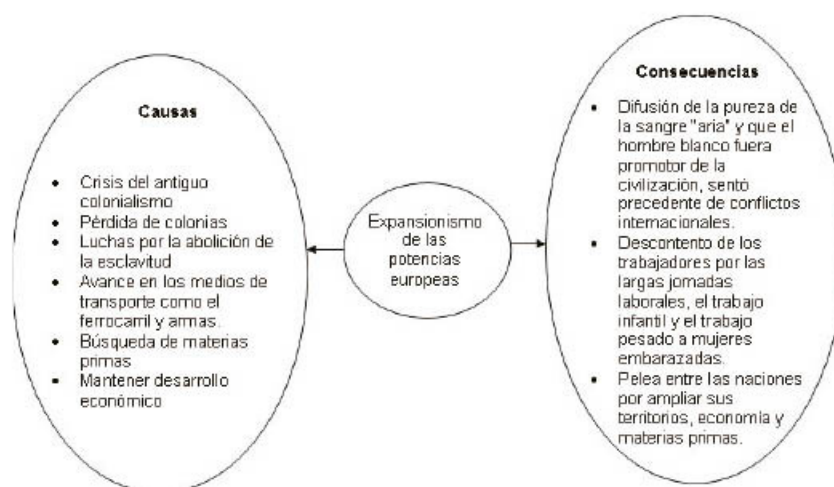 Causas
• Crisis del antiguo
colonialismo
• Pérdida de colonias
• Luchas por la abolición de
la esclavitud
• Avance en los medios de
transporte como el
ferrocarril y armas.
• Búsqueda de materias
primas
• Mantener desarrollo
económico
Expansionismo
de las
potencias
europeas
Consecuencias
• Difusión de la pureza de
la sangre "aria" y que el
hombre blanco fuera
promotor de la
civilización, sentó
precedente de conflictos
internacionales.
• Descontento de los
trabajadores por las
largas jornadas
laborales, el trabajo
infantil y el trabajo
pesado a mujeres
embarazadas.
• Pelea entre las naciones
por ampliar sus
territorios, economía y
materias primas.